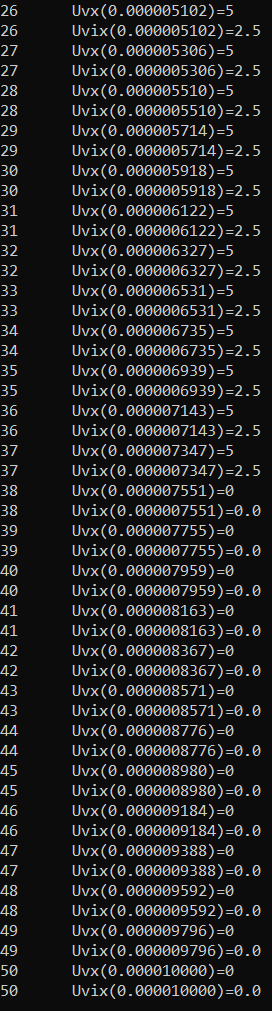 26 Uvx(0.000005102)=5
26 Uvix(0.000005102)=2.5
27 Uvx(0.000005306)=5
27 Uvix(0.000005306)=2.5
28 Uvx(0.000005510)=5
28 Uvix(0.000005510)=2.5
29 Uvx(0.000005714)=5
29 Uvix(0.000005714)=2.5
30 Uvx(0.000005918)=5
30 Uvix(0.000005918)=2.5
31 Uvx(0.000006122)=5
31 Uvix(0.000006122)=2.5
32 Uvx(0.000006327)=5
32 Uvix(0.000006327)=2.5
33 Uvx(0.000006531)=5
33 Uvix(0.000006531)=2.5
34 Uvx(0.000006735)=5
34 Uvix(0.000006735)=2.5
35 Uvx(0.000006939)=5
35 Uvix(0.000006939)=2.5
36 Uvx(0.000007143)=5
36 Uvix(0.000007143)=2.5
37 Uvx(0.000007347)=5
37 Uvix(0.000007347)=2.5
38 Uvx(0.000007551)=0
38 Uvix(0.000007551)=0.0
39 Uvx(0.000007755)=0
39 Uvix(0.000007755)=0.0
40 Uvx(0.000007959)=0
40 Uvix(0.000007959)=0.0
41 Uvx(0.000008163)=0
41 Uvix(0.000008163)=0.0
42 Uvx(0.000008367)=0
42 Uvix(0.000008367)=0.0
43 Uvx(0.000008571)=0
43 Uvix(0.000008571)=0.0
44 Uvx(0.000008776)=0
44 Uvix(0.000008776)=0.0
45 Uvx(0.000008980)=0
45 Uvix(0.000008980)=0.0
46 Uvx(0.000009184)=0
46 Uvix(0.000009184)=0.0
47 Uvx(0.000009388)=0
47 Uvix(0.000009388)=0.0
48 Uvx(0.000009592)=0
48 Uvix(0.000009592)=0.0
49 Uvx(0.000009796)=0
49 Uvix(0.000009796)=0.0
50 Uvx(0.000010000)=0
50 Uvix(0.000010000)=0.0